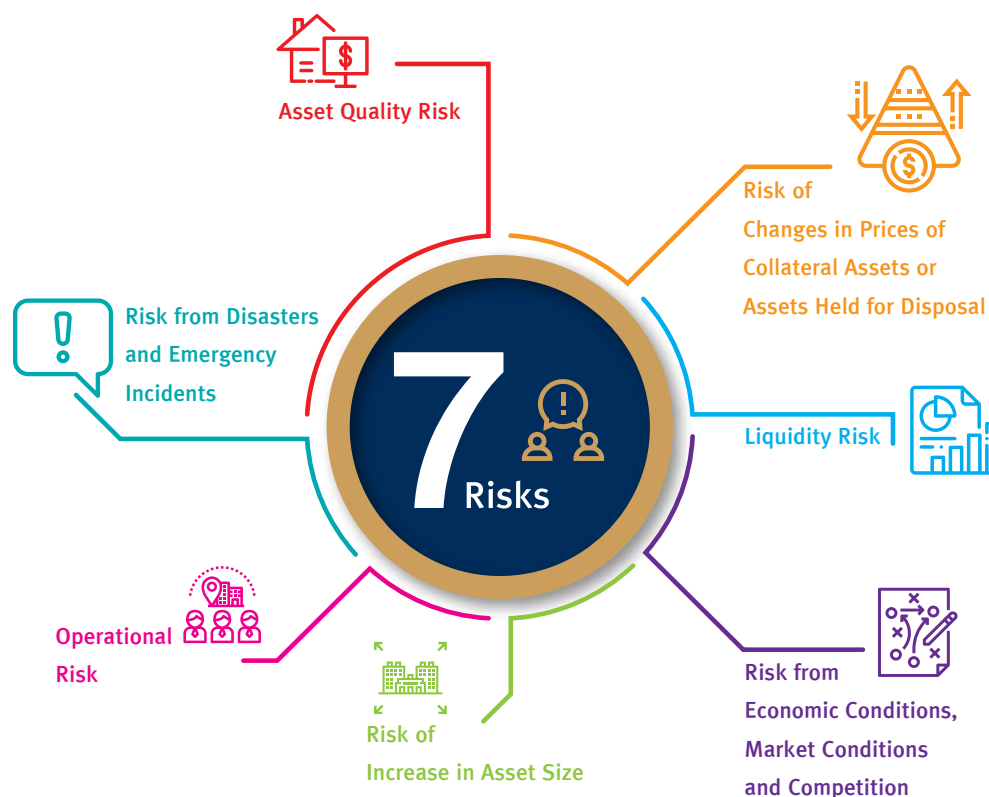 Asset Quality Risk
Risk of
Changes in Prices of
Collateral Assets or
Assets Held for Disposal
Liquidity Risk
Risk from
Economic Conditions,
Market Conditions
and Competition
Risk of
Increase in Asset Size
Operational
Risk
Risk from Disasters
and Emergency
Incidents
7
Risks